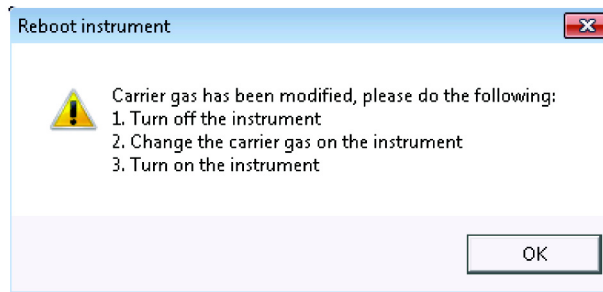 Reboot instrument
Carrier gas has been modified, please do the following:
1. Turn off the instrument
2. Change the carrier gas on the instrument
3. Turn on the instrument
OK